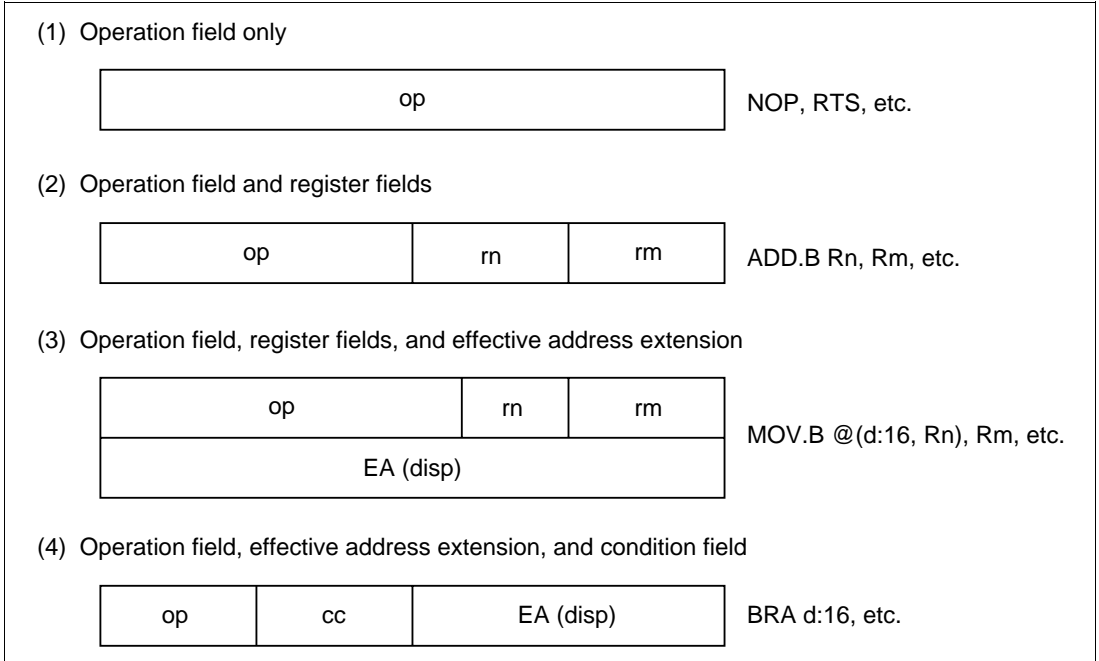 (1) Operation field only
op
NOP, RTS, etc.
(2) Operation field and register fields
op rn rm
ADD.B Rn, Rm, etc.
(3) Operation field, register fields, and effective address extension
op rn rm
EA (disp)
MOV.B @(d:16, Rn), Rm, etc.
(4) Operation field, effective address extension, and condition field
op cc EA (disp)
BRA d:16, etc.